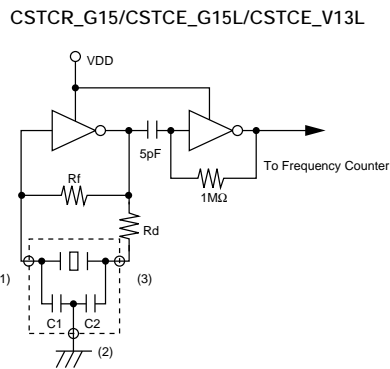 CSTCR_G15/CSTCE_G15L/CSTCE_V13L
VDD
5pF
To Frequency Counter
1MΩ
Rf
Rd
1)
(3)
C1
C2
(2)